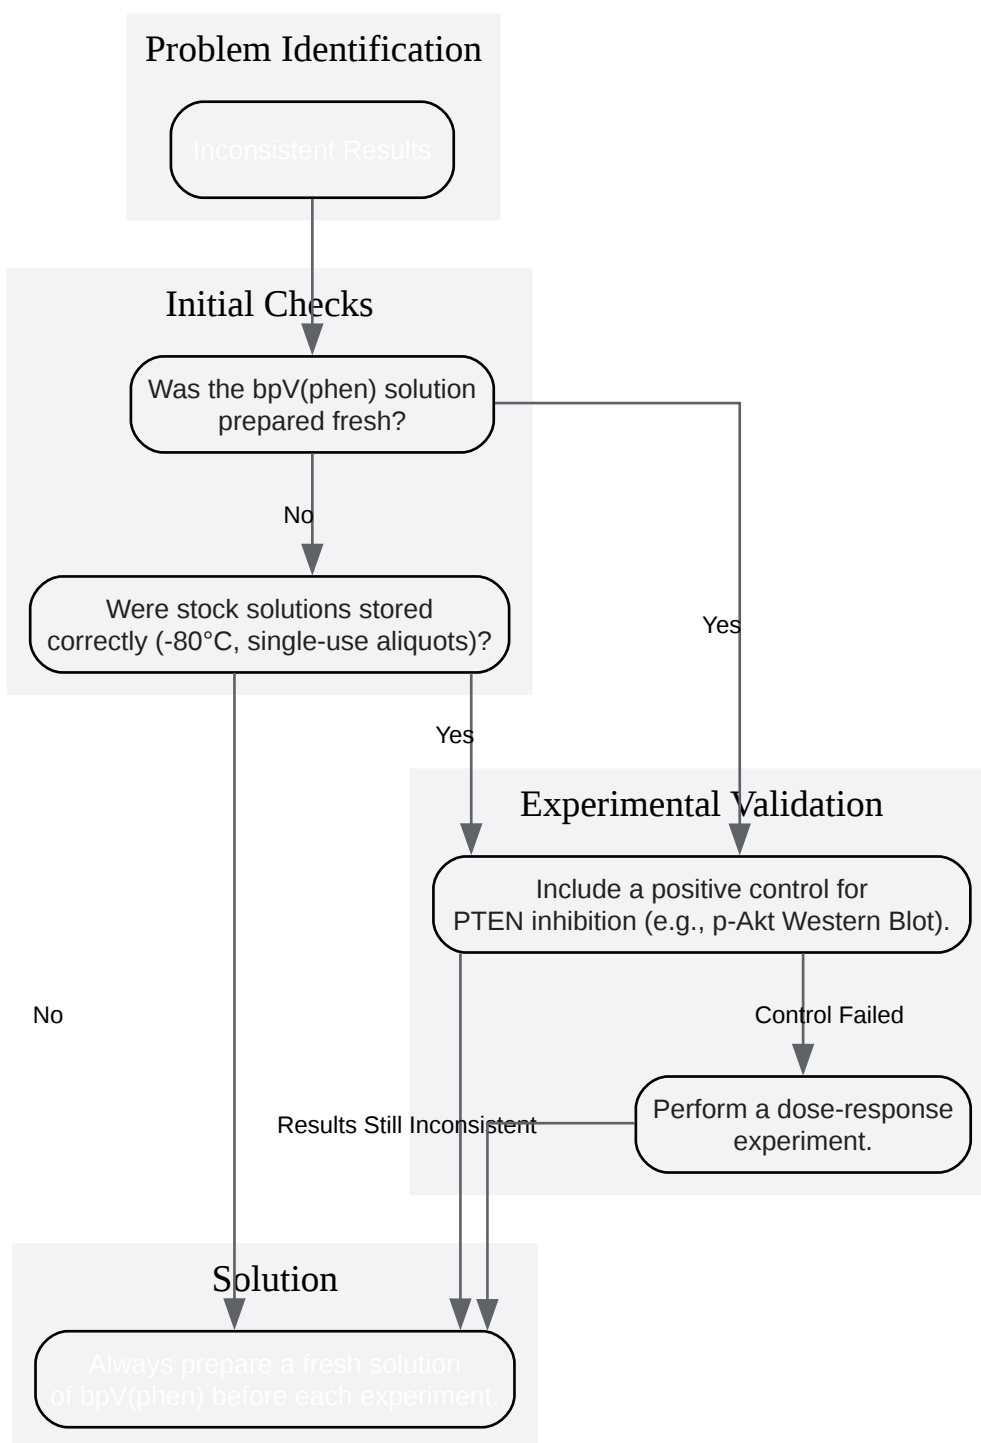 Problem Identification
Inconsistent Results
Initial Checks
Was the bpV(phen) solution
prepared fresh?
No
Were stock solutions stored
correctly (-80°C, single-use aliquots)?
Yes
Yes
Experimental Validation
Include a positive control for
PTEN inhibition (e.g., p-Akt Western Blot).
No
Control Failed
Perform a dose-response
experiment.
Results Still Inconsistent
Solution
Always prepare a fresh solution
of bpV(phen) before each experiment.